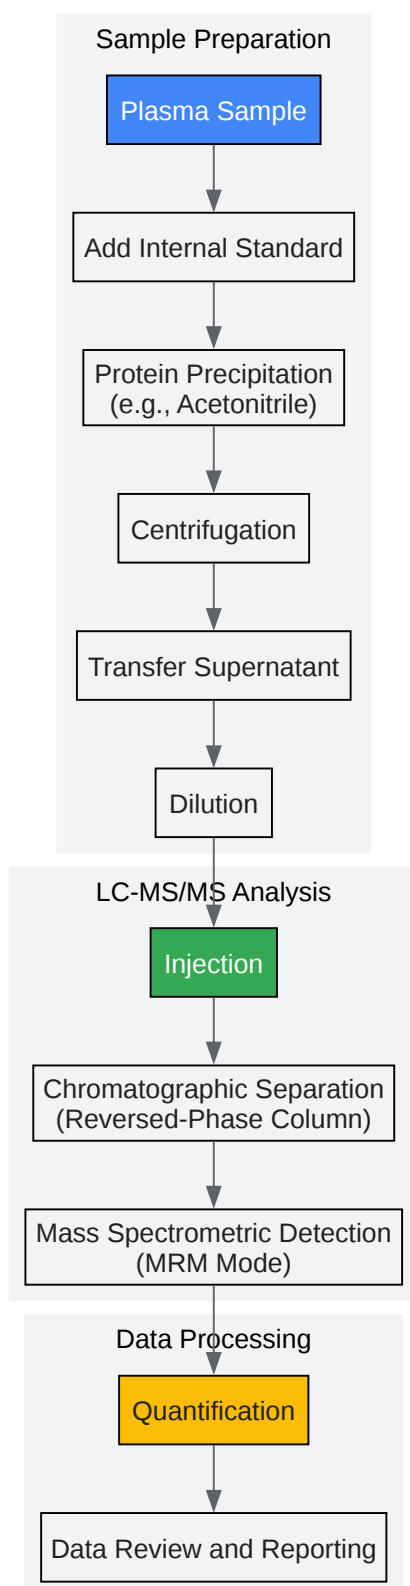 Sample Preparation
Plasma Sample
Add Internal Standard
Protein Precipitation
(e.g., Acetonitrile)
Centrifugation
Transfer Supernatant
Dilution
LC-MS/MS Analysis
Injection
Chromatographic Separation
(Reversed-Phase Column)
Mass Spectrometric Detection
(MRM Mode)
Data Processing
Quantification
Data Review and Reporting